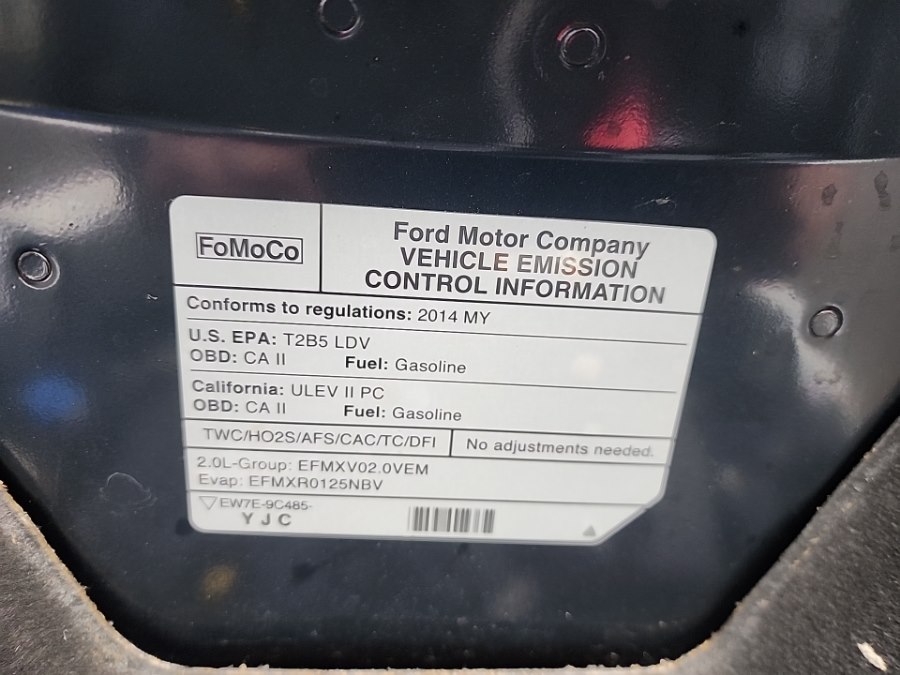 FoMoCo
Ford Motor Company
VEHICLE EMISSION
CONTROL INFORMATION
Conforms to regulations: 2014 MY
U.S. EPA: T2B5 LDV
OBD: CA II Fuel: Gasoline
California: ULEV II PC
OBD: CA II Fuel: Gasoline
TWC/HO2S/AFS/CAC/TC/DFI No adjustments needed.
2.0L-Group: EFMXV02.0VEM
Evap: EFMXR0125NBV
EW7E-9C485-
YJC